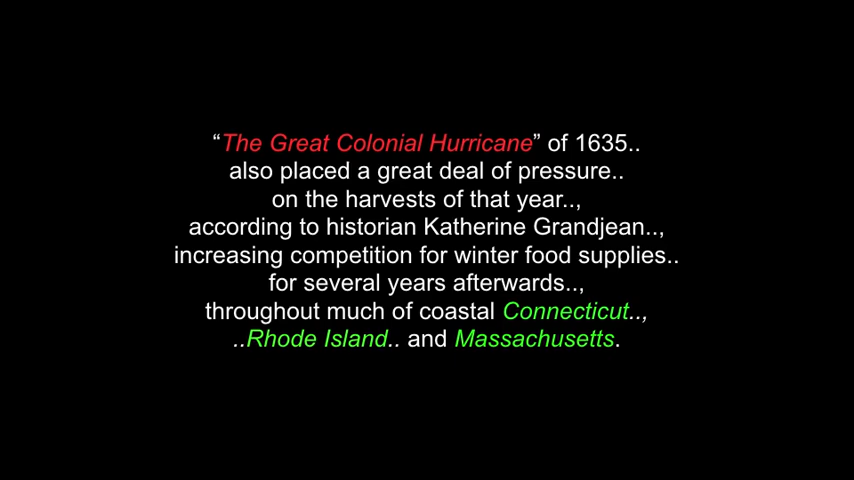 “The Great Colonial Hurricane” of 1635..
also placed a great deal of pressure..
on the harvests of that year..,
according to historian Katherine Grandjean..,
increasing competition for winter food supplies..
for several years afterwards..,
throughout much of coastal Connecticut..,
..Rhode Island.. and Massachusetts.